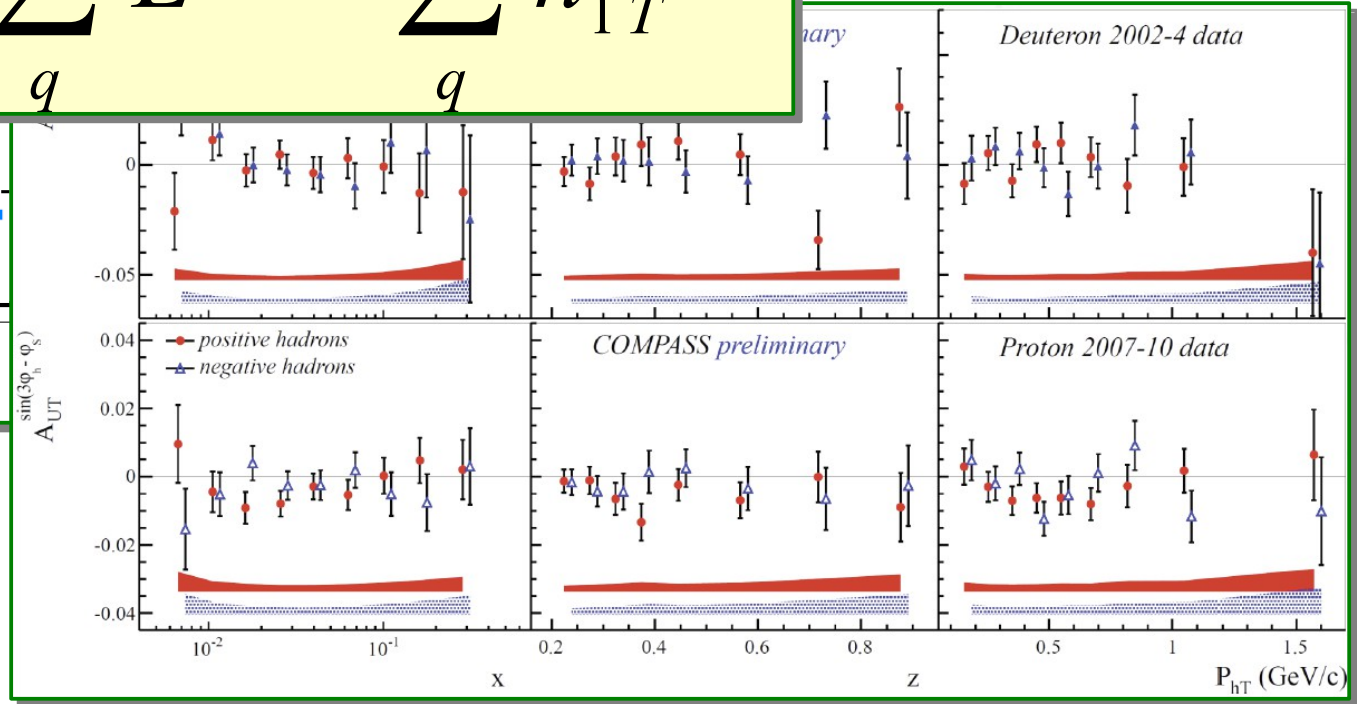 q q
Deuteron 2002-4 data
0
-0.05
positive hadrons
negative hadrons
COMPASS preliminary
Proton 2007-10 data
A_UT^sin(3φ_h - φ_s)
0.04
0.02
0
-0.02
-0.04
10⁻² 10⁻¹ 0.2 0.4 0.6 0.8 0.5 1 1.5
x z P_hT (GeV/c)